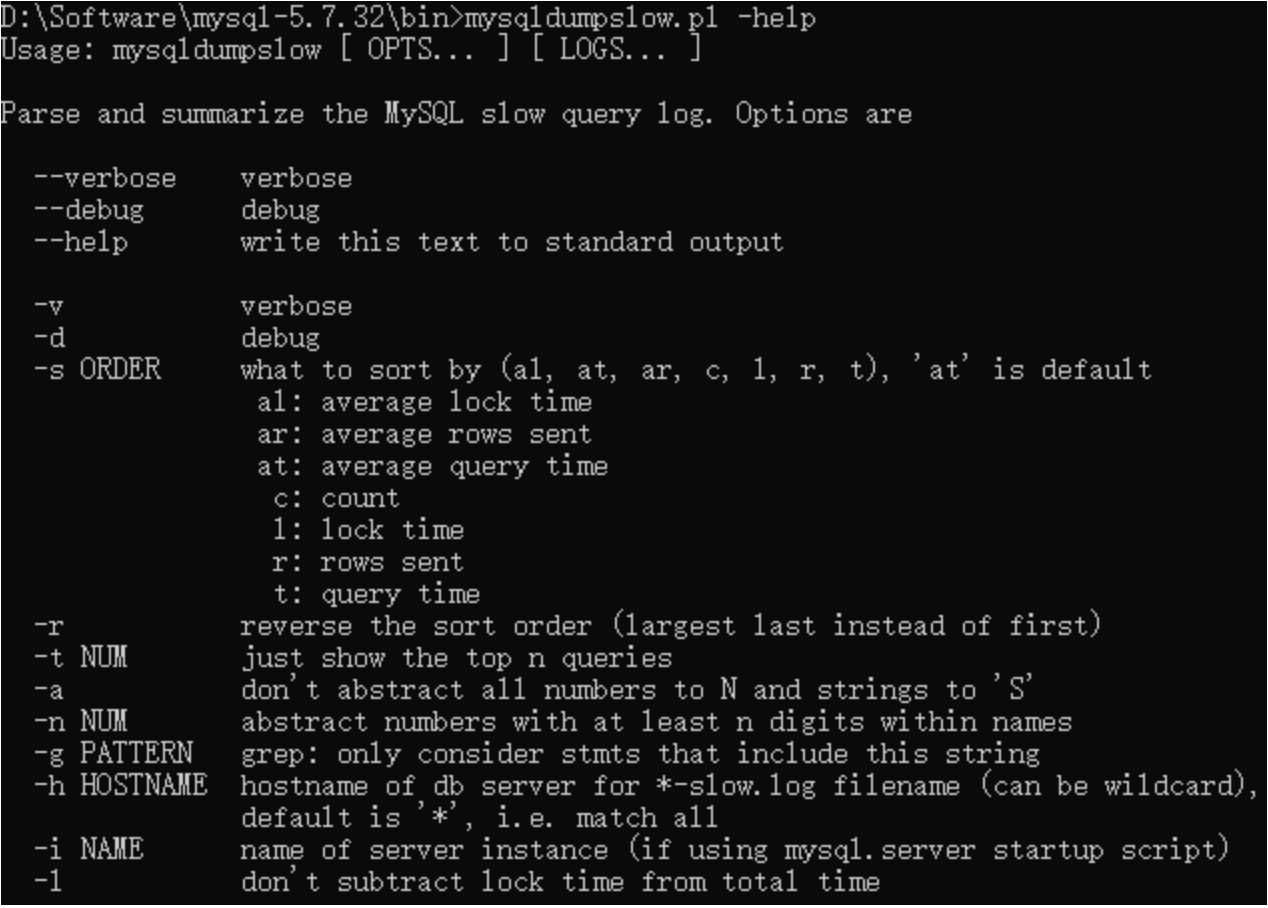 D:\Software\mysql-5.7.32\bin>mysqldumpslow.pl -help
Usage: mysqldumpslow [ OPTS... ] [ LOGS... ]

Parse and summarize the MySQL slow query log. Options are

  --verbose    verbose
  --debug      debug
  --help       write this text to standard output

  -v           verbose
  -d           debug
  -s ORDER     what to sort by (al, at, ar, c, l, r, t), 'at' is default
                al: average lock time
                ar: average rows sent
                at: average query time
                 c: count
                 l: lock time
                 r: rows sent
                 t: query time
  -r           reverse the sort order (largest last instead of first)
  -t NUM       just show the top n queries
  -a           don't abstract all numbers to N and strings to 'S'
  -n NUM       abstract numbers with at least n digits within names
  -g PATTERN   grep: only consider stmts that include this string
  -h HOSTNAME  hostname of db server for *-slow.log filename (can be wildcard),
               default is '*', i.e. match all
  -i NAME      name of server instance (if using mysql.server startup script)
  -l           don't subtract lock time from total time